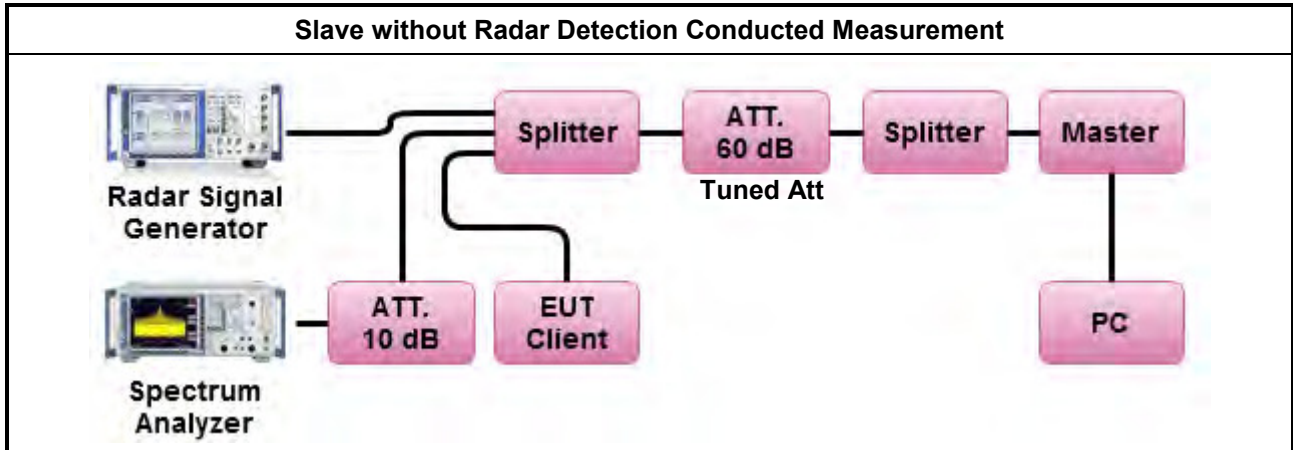 Slave without Radar Detection Conducted Measurement
Radar Signal
Generator
Splitter
ATT.
60 dB
Tuned Att
Splitter
Master
Spectrum
Analyzer
ATT.
10 dB
EUT
Client
PC